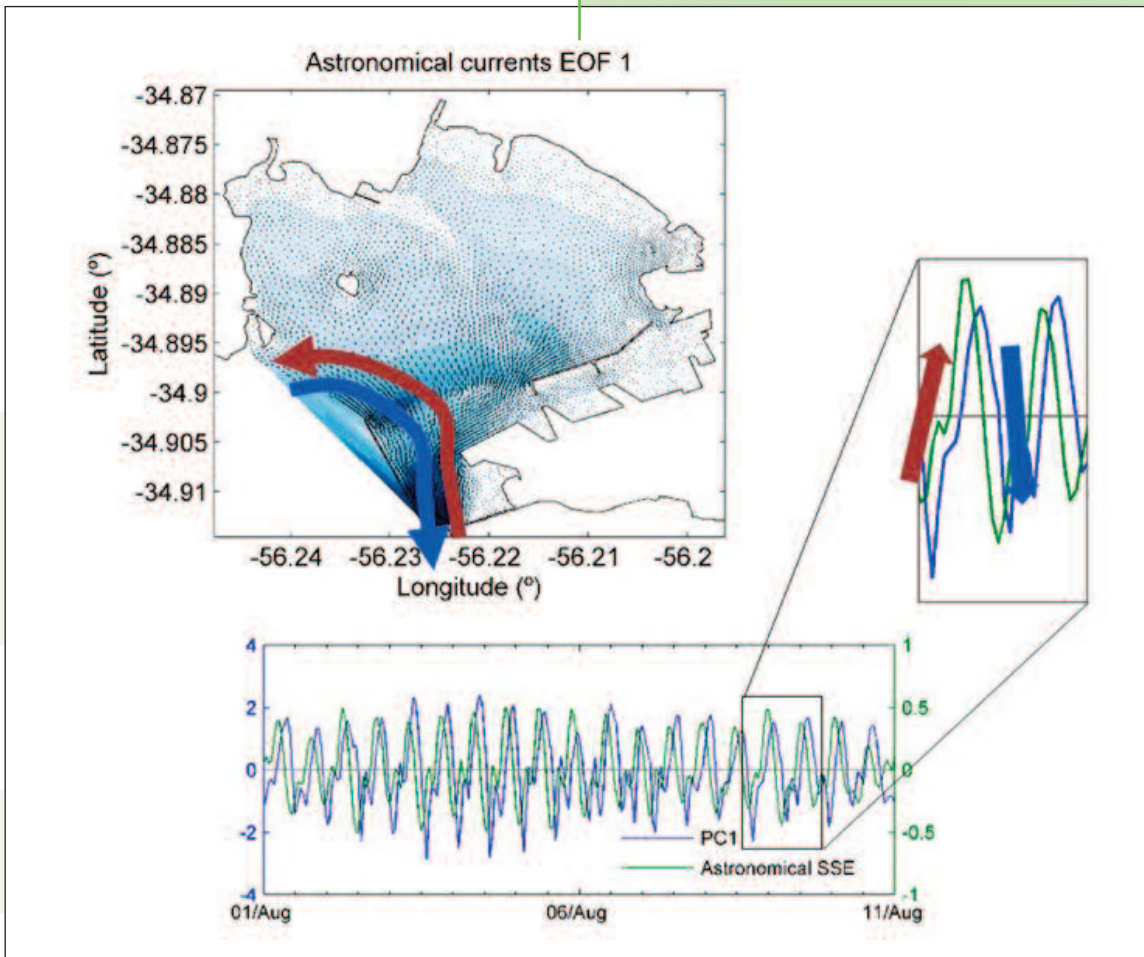 Astronomical currents EOF 1
-34.87
-34.875
-34.88
-34.885
-34.89
-34.895
-34.9
-34.905
-34.91
Latitude (º)
-56.24 -56.23 -56.22 -56.21 -56.2
Longitude (º)
4
2
0
-2
-4
1
0.5
0
-0.5
-1
PC1
Astronomical SSE
01/Aug 06/Aug 11/Aug